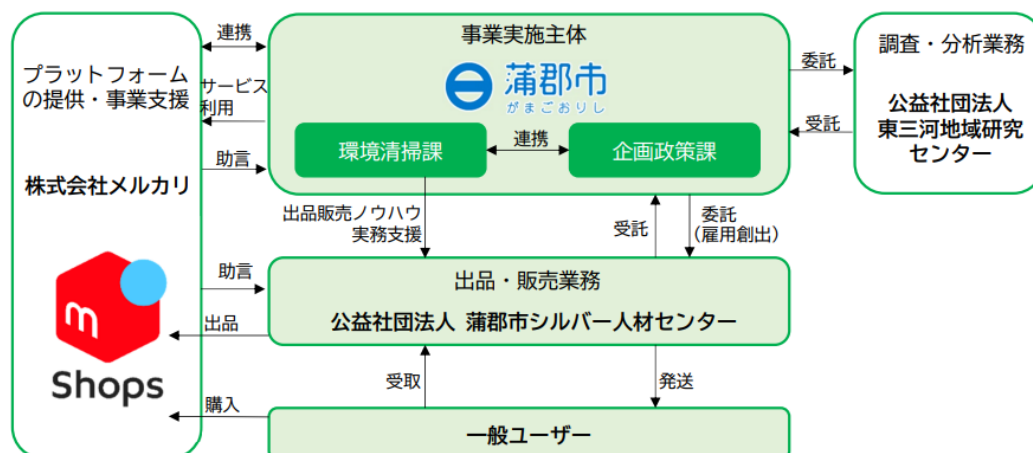 プラットフォーム
の提供・事業支援
株式会社メルカリ
m
Shops
連携
サービス
利用
助言
助言
出品
購入
事業実施主体
蒲郡市
がまごおりし
環境清掃課
連携
企画政策課
出品販売ノウハウ
実務支援
受託
委託
（雇用創出）
出品・販売業務
公益社団法人 蒲郡市シルバー人材センター
受取
発送
一般ユーザー
委託
受託
調査・分析業務
公益社団法人
東三河地域研究
センター